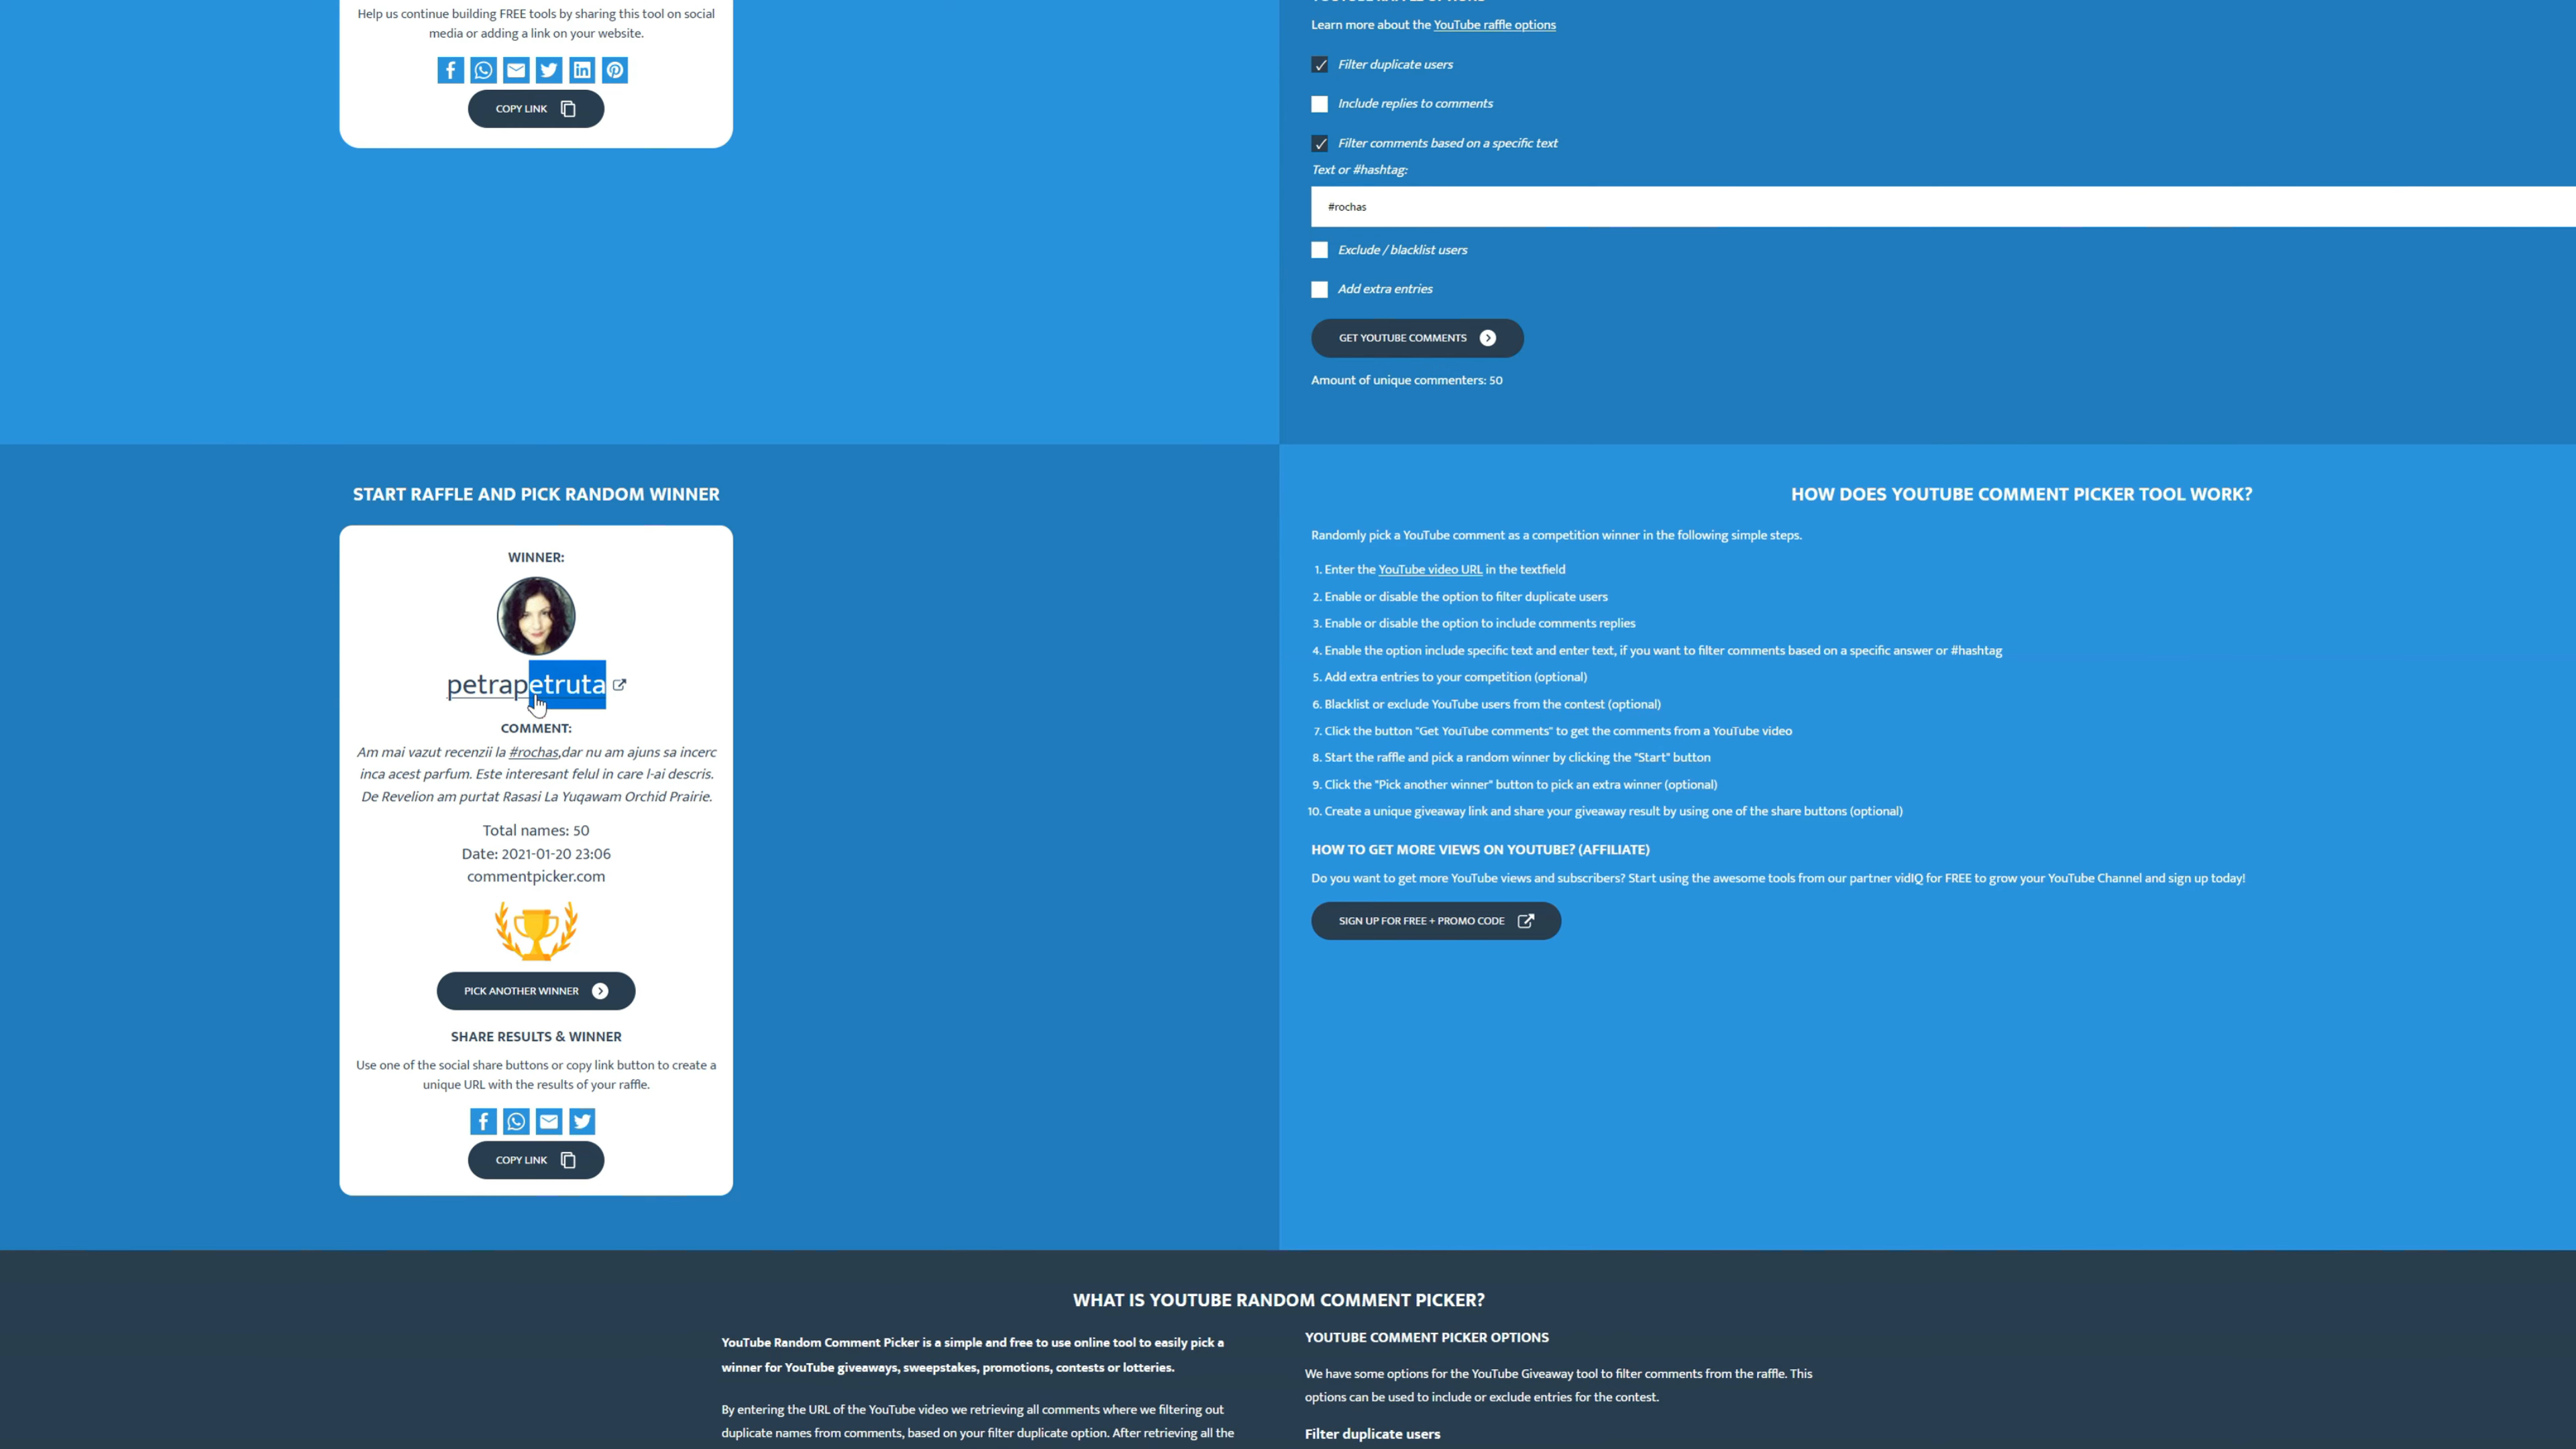 Help us continue building FREE tools by sharing this tool on social
media or adding a link on your website.
COPY LINK
Learn more about the YouTube raffle options
Filter duplicate users
Include replies to comments
Filter comments based on a specific text
Text or #hashtag:
#rochas
Exclude / blacklist users
Add extra entries
GET YOUTUBE COMMENTS
Amount of unique commenters: 50
START RAFFLE AND PICK RANDOM WINNER
WINNER:
petrapetruta
COMMENT:
Am mai vazut recenzii la #rochas,dar nu am ajuns sa incerc
inca acest parfum. Este interesant felul in care l-ai descris.
De Revelion am purtat Rasasi La Yuqawam Orchid Prairie.
Total names: 50
Date: 2021-01-20 23:06
commentpicker.com
PICK ANOTHER WINNER
SHARE RESULTS & WINNER
Use one of the social share buttons or copy link button to create a
unique URL with the results of your raffle.
COPY LINK
HOW DOES YOUTUBE COMMENT PICKER TOOL WORK?
Randomly pick a YouTube comment as a competition winner in the following simple steps.
1. Enter the YouTube video URL in the textfield
2. Enable or disable the option to filter duplicate users
3. Enable or disable the option to include comments replies
4. Enable the option include specific text and enter text, if you want to filter comments based on a specific answer or #hashtag
5. Add extra entries to your competition (optional)
6. Blacklist or exclude YouTube users from the contest (optional)
7. Click the button "Get YouTube comments" to get the comments from a YouTube video
8. Start the raffle and pick a random winner by clicking the "Start" button
9. Click the "Pick another winner" button to pick an extra winner (optional)
10. Create a unique giveaway link and share your giveaway result by using one of the share buttons (optional)
HOW TO GET MORE VIEWS ON YOUTUBE? (AFFILIATE)
Do you want to get more YouTube views and subscribers? Start using the awesome tools from our partner vidIQ for FREE to grow your YouTube Channel and sign up today!
SIGN UP FOR FREE + PROMO CODE
WHAT IS YOUTUBE RANDOM COMMENT PICKER?
YouTube Random Comment Picker is a simple and free to use online tool to easily pick a
winner for YouTube giveaways, sweepstakes, promotions, contests or lotteries.
By entering the URL of the YouTube video we retrieving all comments where we filtering out
duplicate names from comments, based on your filter duplicate option. After retrieving all the
YOUTUBE COMMENT PICKER OPTIONS
We have some options for the YouTube Giveaway tool to filter comments from the raffle. This
options can be used to include or exclude entries for the contest.
Filter duplicate users